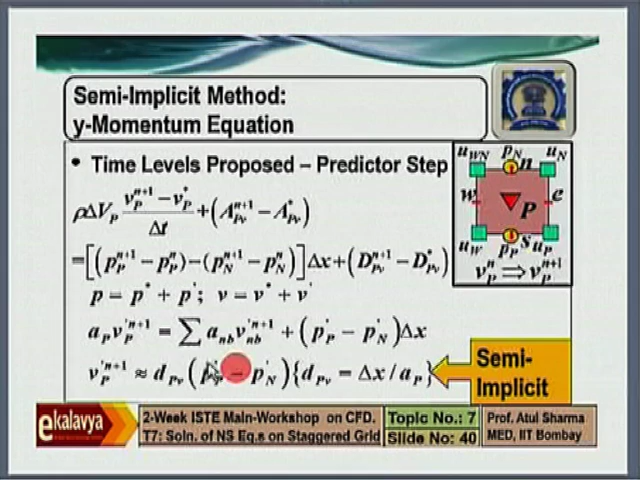 Semi-Implicit Method:
y-Momentum Equation
• Time Levels Proposed – Predictor Step
ρΔV_P (v_P^{n+1} − v_P^*)/Δt + (A_{Pv}^{n+1} − A_{Pv}^*)
= [(p_P^{n+1} − p_P^n) − (p_N^{n+1} − p_N^n)] Δx + (D_{Pv}^{n+1} − D_{Pv}^*)
p = p^* + p'; v = v^* + v'
a_P v_P'^{n+1} = ∑ a_{nb} v_{nb}'^{n+1} + (p_P' − p_N')Δx
v_P'^{n+1} ≈ d_{Pv} (p_P' − p_N'){d_{Pv} = Δx / a_P}
u_{WN} p_N u_N
n
w P e
s
u_W p_P u_P
v_P^n ⇒ v_P^{n+1}
Semi-
Implicit
ekalavya
2-Week ISTE Main-Workshop on CFD.
T7: Soln. of NS Eq.s on Staggered Grid
Topic No.: 7
Slide No: 40
Prof. Atul Sharma
MED, IIT Bombay